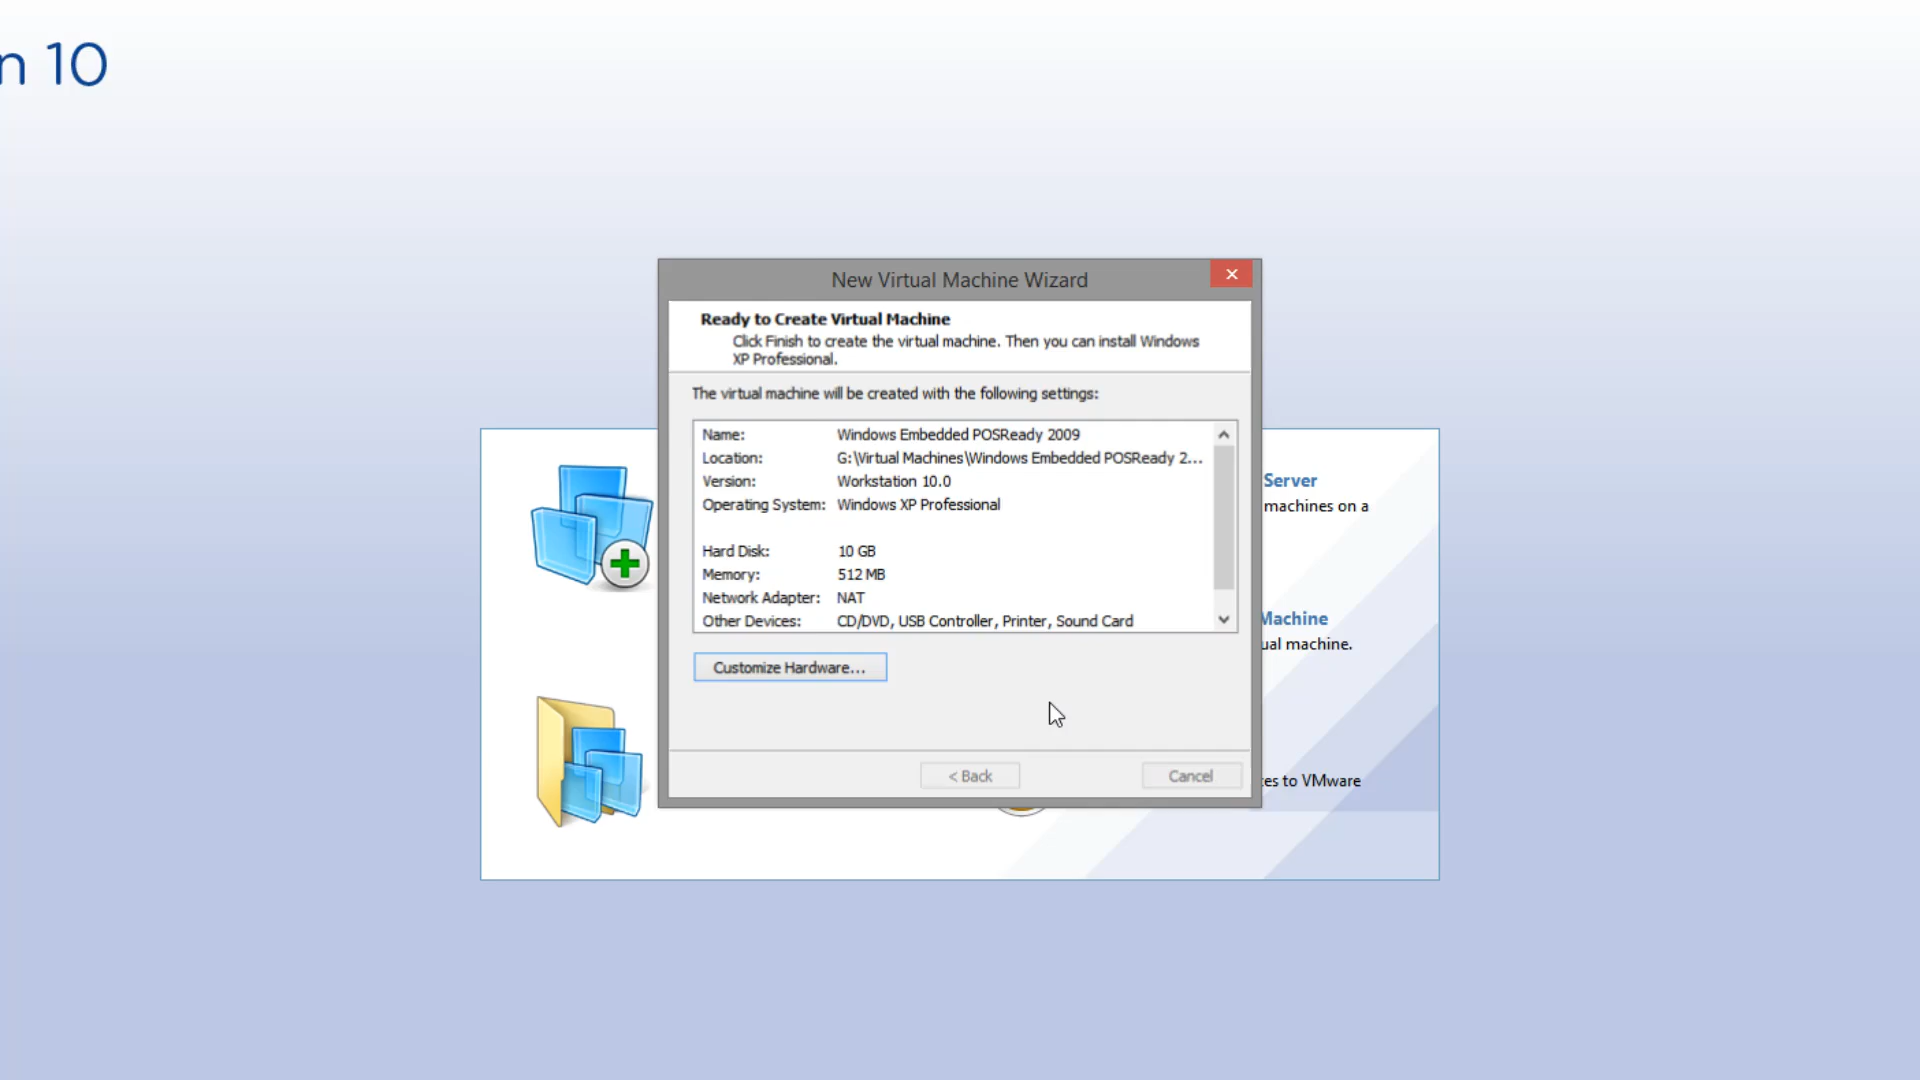 n 10
New Virtual Machine Wizard
Ready to Create Virtual Machine
Click Finish to create the virtual machine. Then you can install Windows
XP Professional.
The virtual machine will be created with the following settings:
Name: Windows Embedded POSReady 2009
Location: G:\Virtual Machines\Windows Embedded POSReady 2...
Version: Workstation 10.0
Operating System: Windows XP Professional
Hard Disk: 10 GB
Memory: 512 MB
Network Adapter: NAT
Other Devices: CD/DVD, USB Controller, Printer, Sound Card
Customize Hardware...
< Back
Cancel
Server
machines on a
Machine
ual machine.
es to VMware